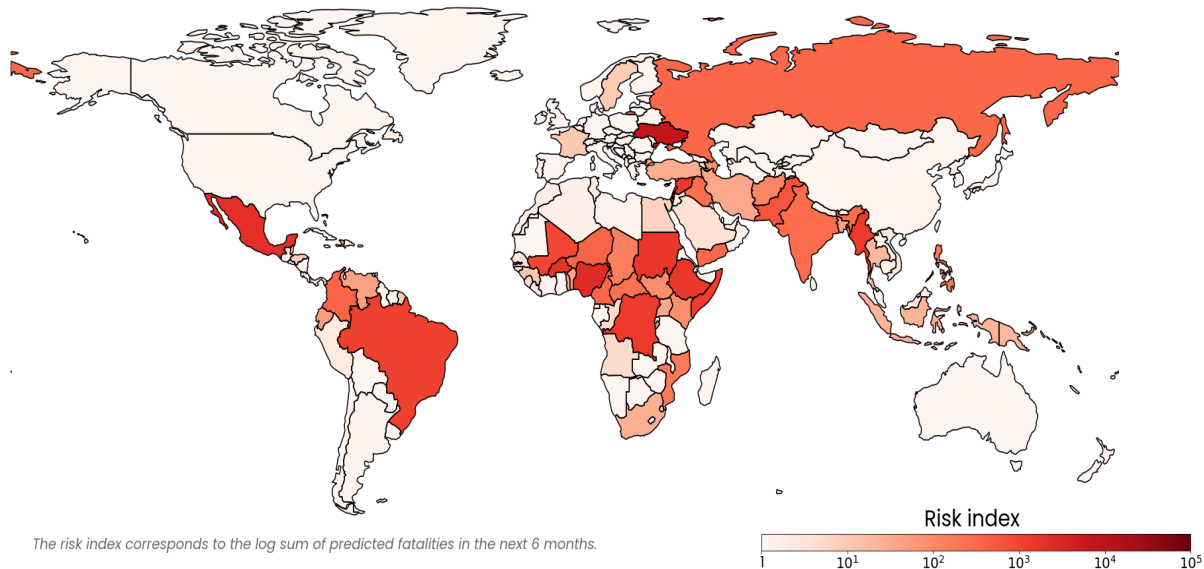 Risk index
The risk index corresponds to the log sum of predicted fatalities in the next 6 months.
1 10¹ 10² 10³ 10⁴ 10⁵